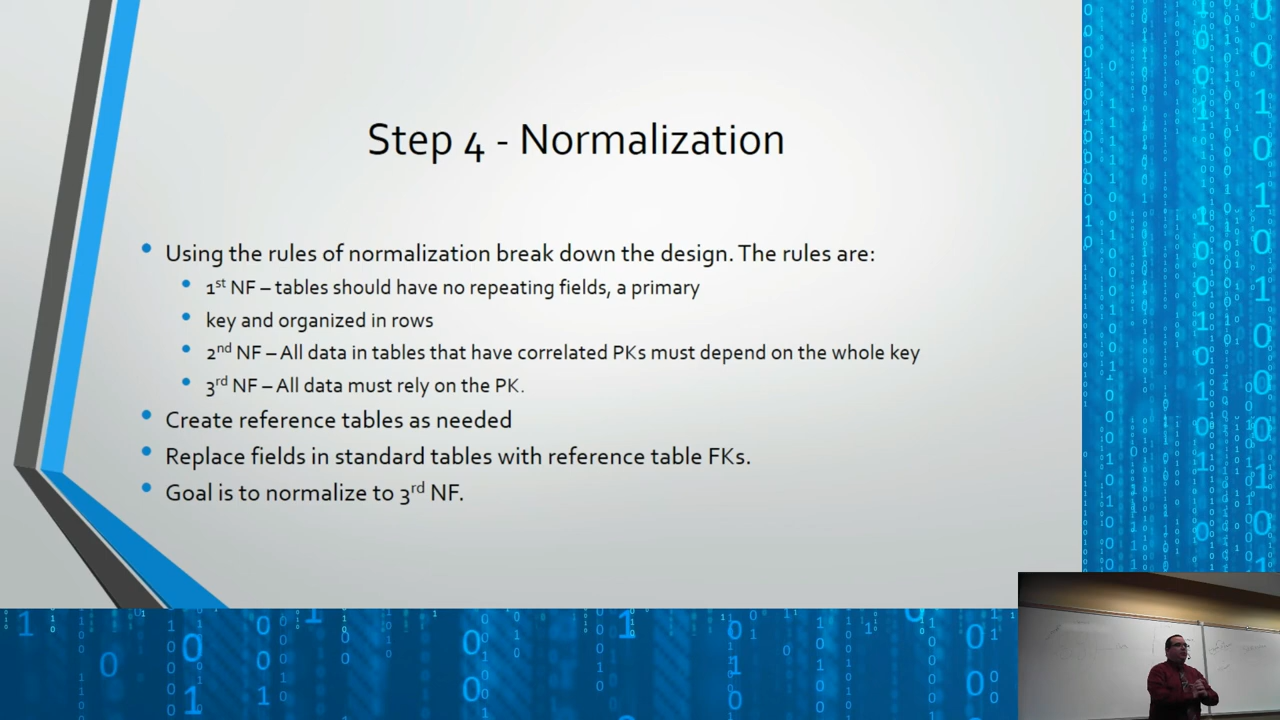 Step 4 - Normalization
Using the rules of normalization break down the design. The rules are:
1st NF – tables should have no repeating fields, a primary
key and organized in rows
2nd NF – All data in tables that have correlated PKs must depend on the whole key
3rd NF – All data must rely on the PK.
Create reference tables as needed
Replace fields in standard tables with reference table FKs.
Goal is to normalize to 3rd NF.